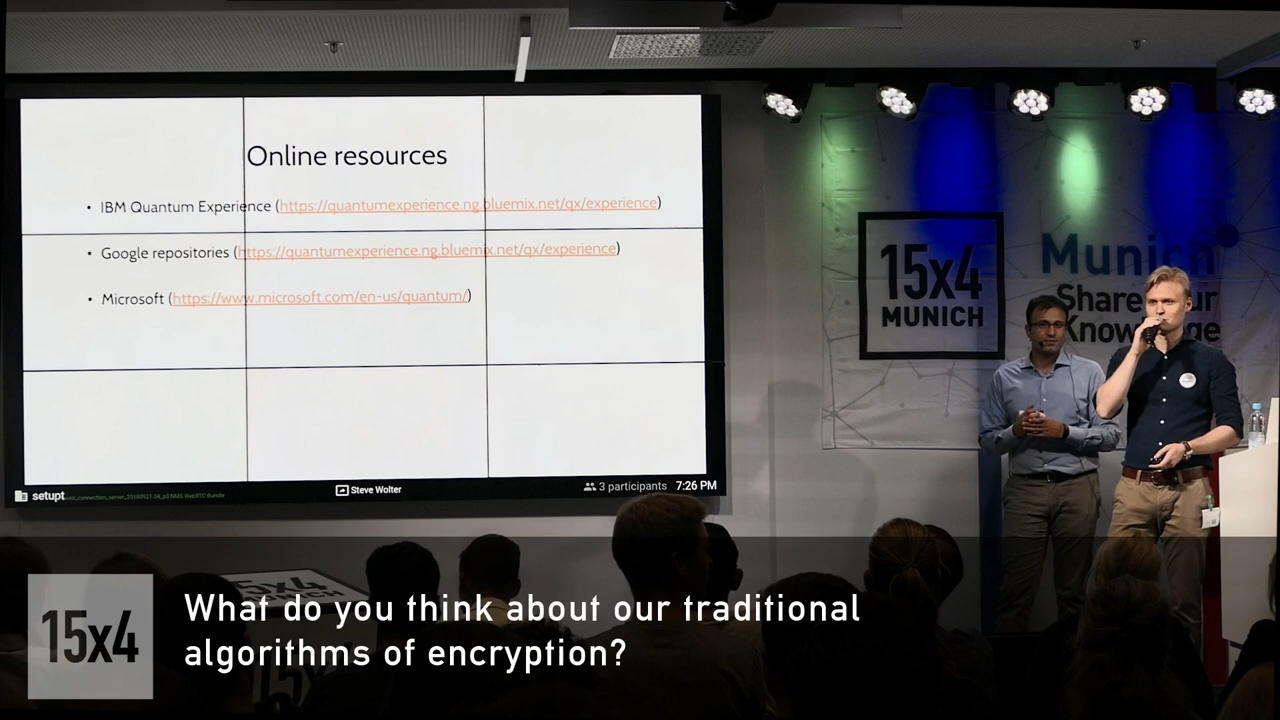 Online resources
• IBM Quantum Experience (https://quantumexperience.ng.bluemix.net/qx/experience)
• Google repositories (https://quantumexperience.ng.bluemix.net/qx/experience)
• Microsoft (https://www.microsoft.com/en-us/quantum/)
setupt
Steve Wolter
3 participants 7:26 PM
15x4
MUNICH
Munich
Share
15x4
What do you think about our traditional
algorithms of encryption?